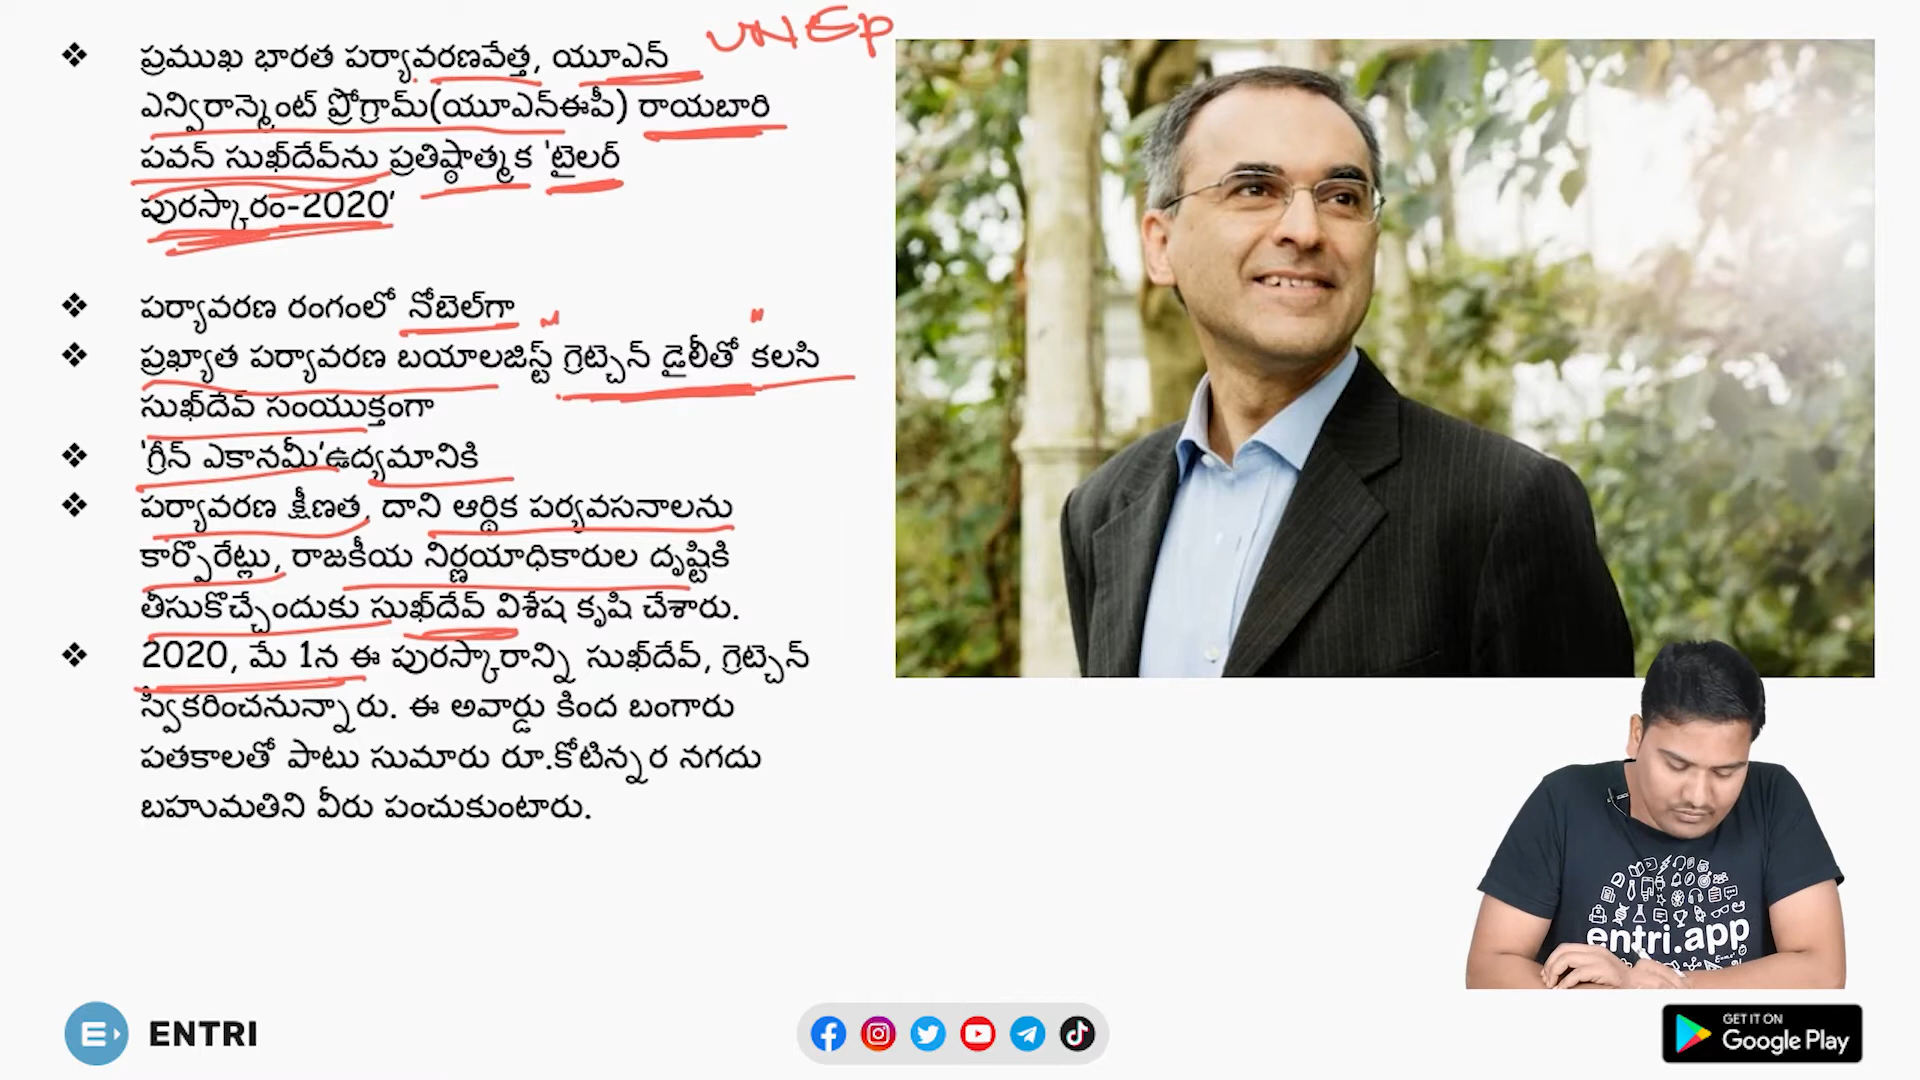 UNEP
❖ ప్రముఖ భారత పర్యావరణవేత్త, యూఎన్
ఎన్విరాన్మెంట్ ప్రోగ్రామ్(యూఎన్ఈపీ) రాయబారి
పవన్ సుఖ్‌దేవ్‌ను ప్రతిష్ఠాత్మక 'టైలర్
పురస్కారం-2020'
❖ పర్యావరణ రంగంలో నోబెల్‌గా
❖ ప్రఖ్యాత పర్యావరణ బయాలజిస్ట్ గ్రెట్చెన్ డైలీతో కలసి
సుఖ్‌దేవ్ సంయుక్తంగా
❖ 'గ్రీన్ ఎకానమీ'ఉద్యమానికి
❖ పర్యావరణ క్షీణత, దాని ఆర్థిక పర్యవసనాలను
కార్పొరేట్లు, రాజకీయ నిర్ణయాధికారుల దృష్టికి
తీసుకొచ్చేందుకు సుఖ్‌దేవ్ విశేష కృషి చేశారు.
❖ 2020, మే 1న ఈ పురస్కారాన్ని సుఖ్‌దేవ్, గ్రెట్చెన్
స్వీకరించనున్నారు. ఈ అవార్డు కింద బంగారు
పతకాలతో పాటు సుమారు రూ.కోటిన్నర నగదు
బహుమతిని వీరు పంచుకుంటారు.
entri.app
E ENTRI
GET IT ON
Google Play